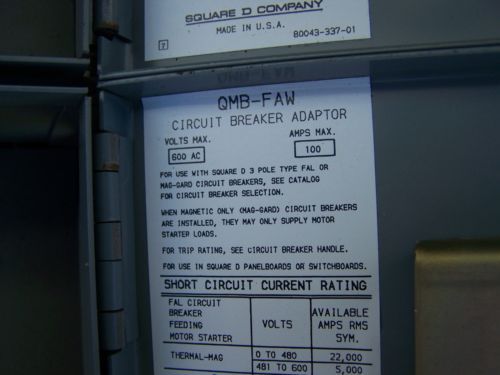 SQUARE D COMPANY
MADE IN U.S.A.
80043-337-01
7
QMB-FAW
CIRCUIT BREAKER ADAPTOR
VOLTS MAX. AMPS MAX.
600 AC 100
FOR USE WITH SQUARE D 3 POLE TYPE FAL OR
MAG-GARD CIRCUIT BREAKERS, SEE CATALOG
FOR CIRCUIT BREAKER SELECTION.
WHEN MAGNETIC ONLY (MAG-GARD) CIRCUIT BREAKERS
ARE INSTALLED, THEY MAY ONLY SUPPLY MOTOR
STARTER LOADS.
FOR TRIP RATING, SEE CIRCUIT BREAKER HANDLE.
FOR USE IN SQUARE D PANELBOARDS OR SWITCHBOARDS.
SHORT CIRCUIT CURRENT RATING
FAL CIRCUIT
BREAKER
FEEDING
MOTOR STARTER
VOLTS
AVAILABLE
AMPS RMS
SYM.
THERMAL-MAG
0 TO 480 22,000
481 TO 600 5,000